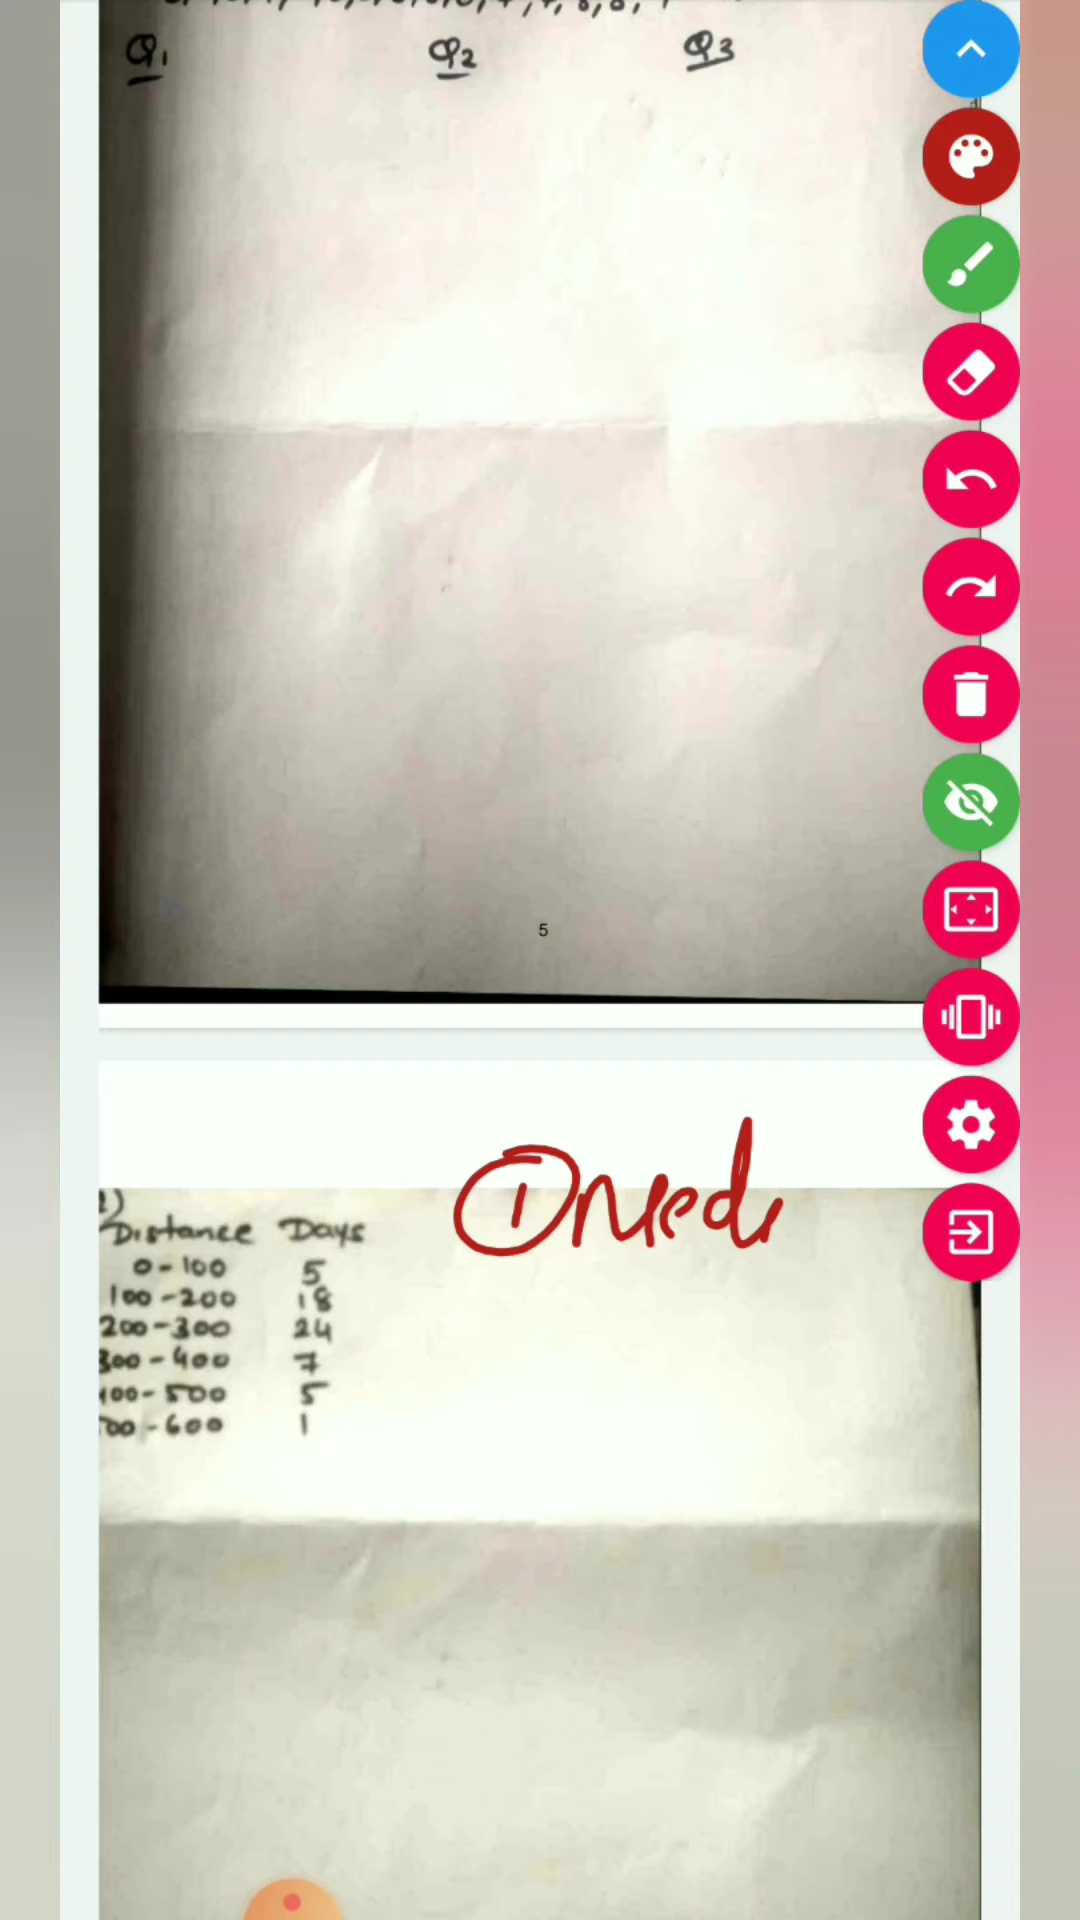 Q1 Q2 Q3
5
① med
Distance Days
0-100 5
100-200 18
200-300 24
300-400 7
400-500 5
500-600 1